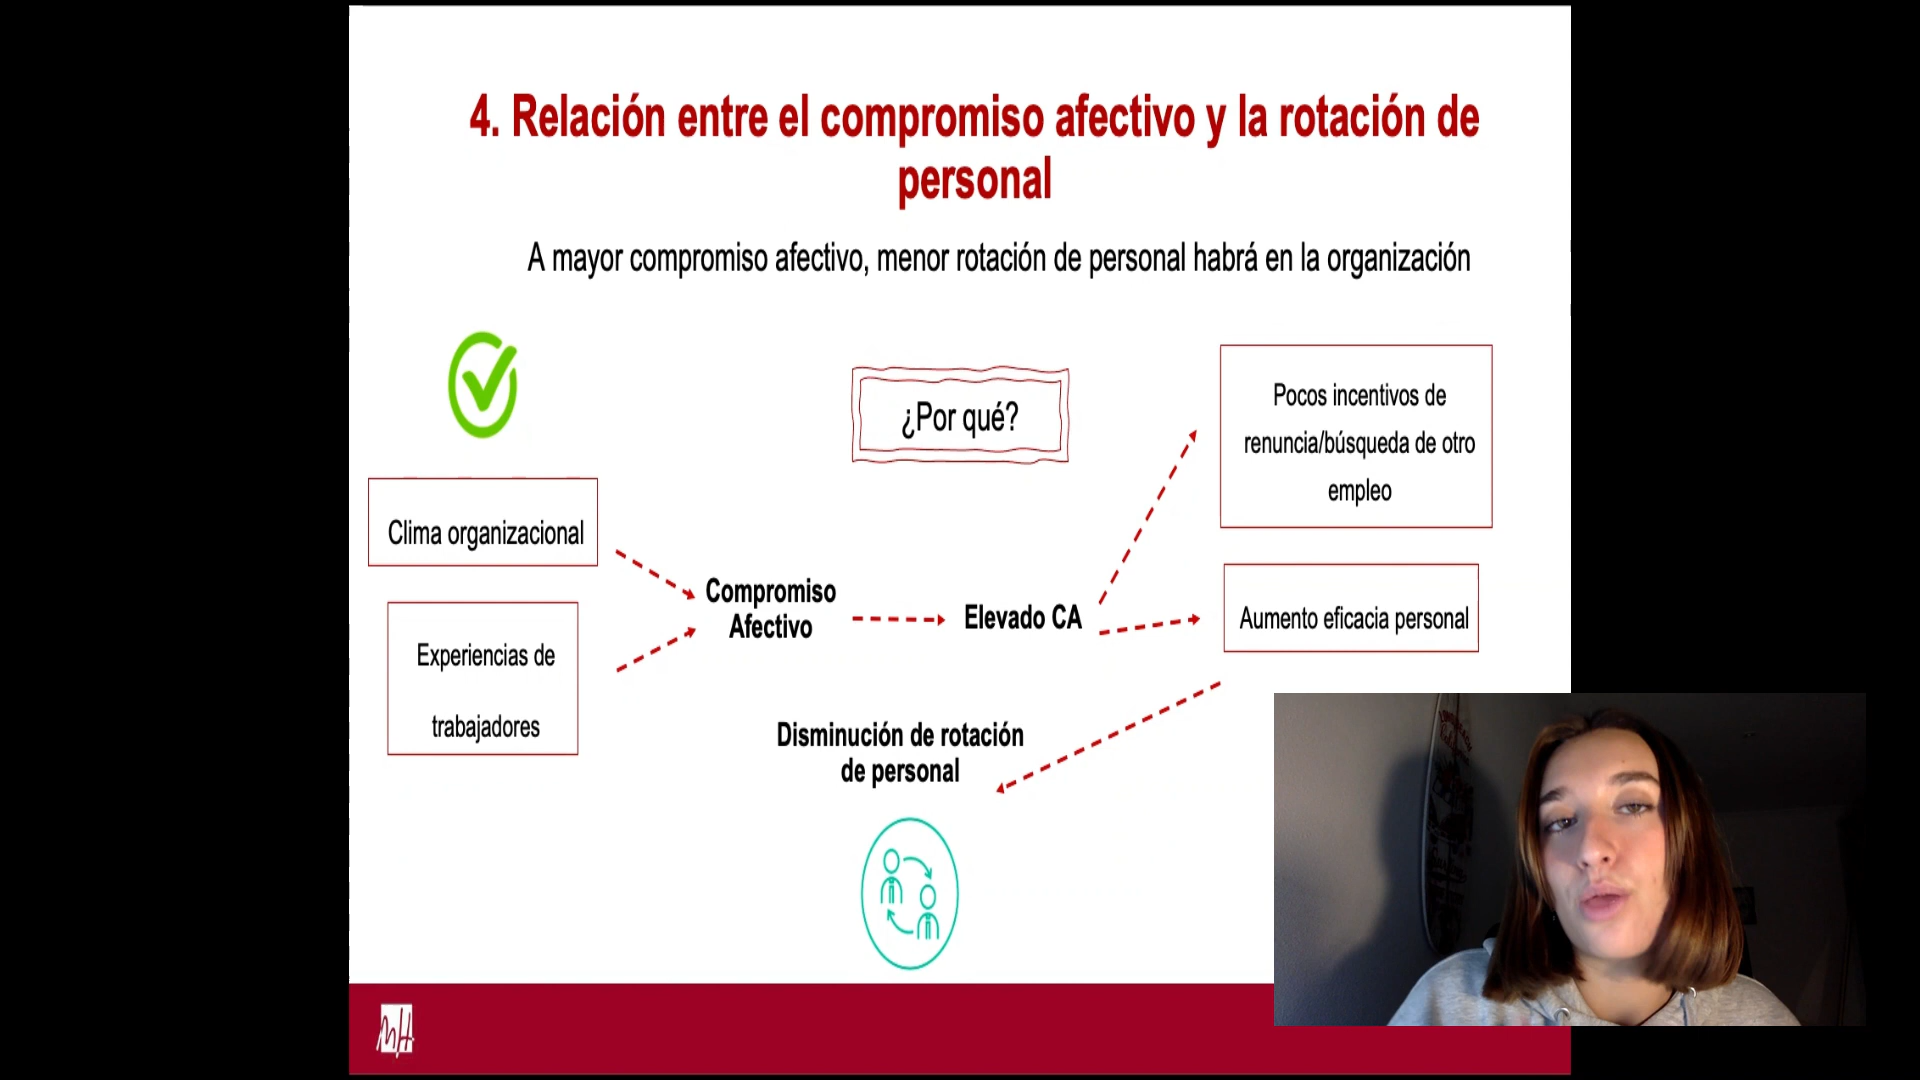 4. Relación entre el compromiso afectivo y la rotación de
personal
A mayor compromiso afectivo, menor rotación de personal habrá en la organización
¿Por qué?
Pocos incentivos de
renuncia/búsqueda de otro
empleo
Clima organizacional
Experiencias de
trabajadores
Compromiso
Afectivo
Elevado CA
Aumento eficacia personal
Disminución de rotación
de personal